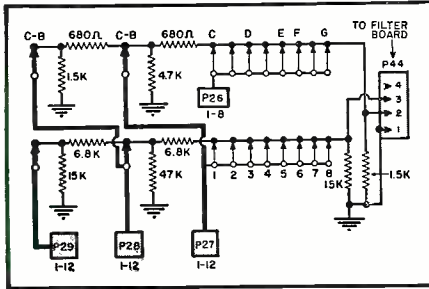 C-B 680Ω C-B 680Ω C D E F G
TO FILTER
BOARD
P44
1.5K 4.7K
P26
1-8
4
3
2
1
6.8K 6.8K
1 2 3 4 5 6 7 8
15K 47K 15K 1.5K
P29 P28 P27
1-12 1-12 1-12